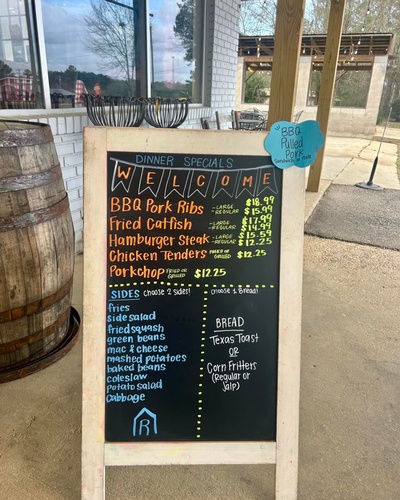 DINNER SPECIALS
WELCOME
BBQ Pulled Pork
BBQ Pork Ribs -LARGE $18.99
-REGULAR $15.99
Fried Catfish -LARGE $17.99
-REGULAR $14.99
Hamburger Steak -LARGE $15.59
-REGULAR $12.25
Chicken Tenders FRIED OR GRILLED $12.25
Porkchop FRIED OR GRILLED $12.25
SIDES choose 2 sides!
fries
side salad
fried squash
green beans
mac & cheese
mashed potatoes
baked beans
coleslaw
potato salad
cabbage
R
choose 1 Bread!
BREAD
Texas Toast
OR
Corn Fritters
(Regular or
Jalp)